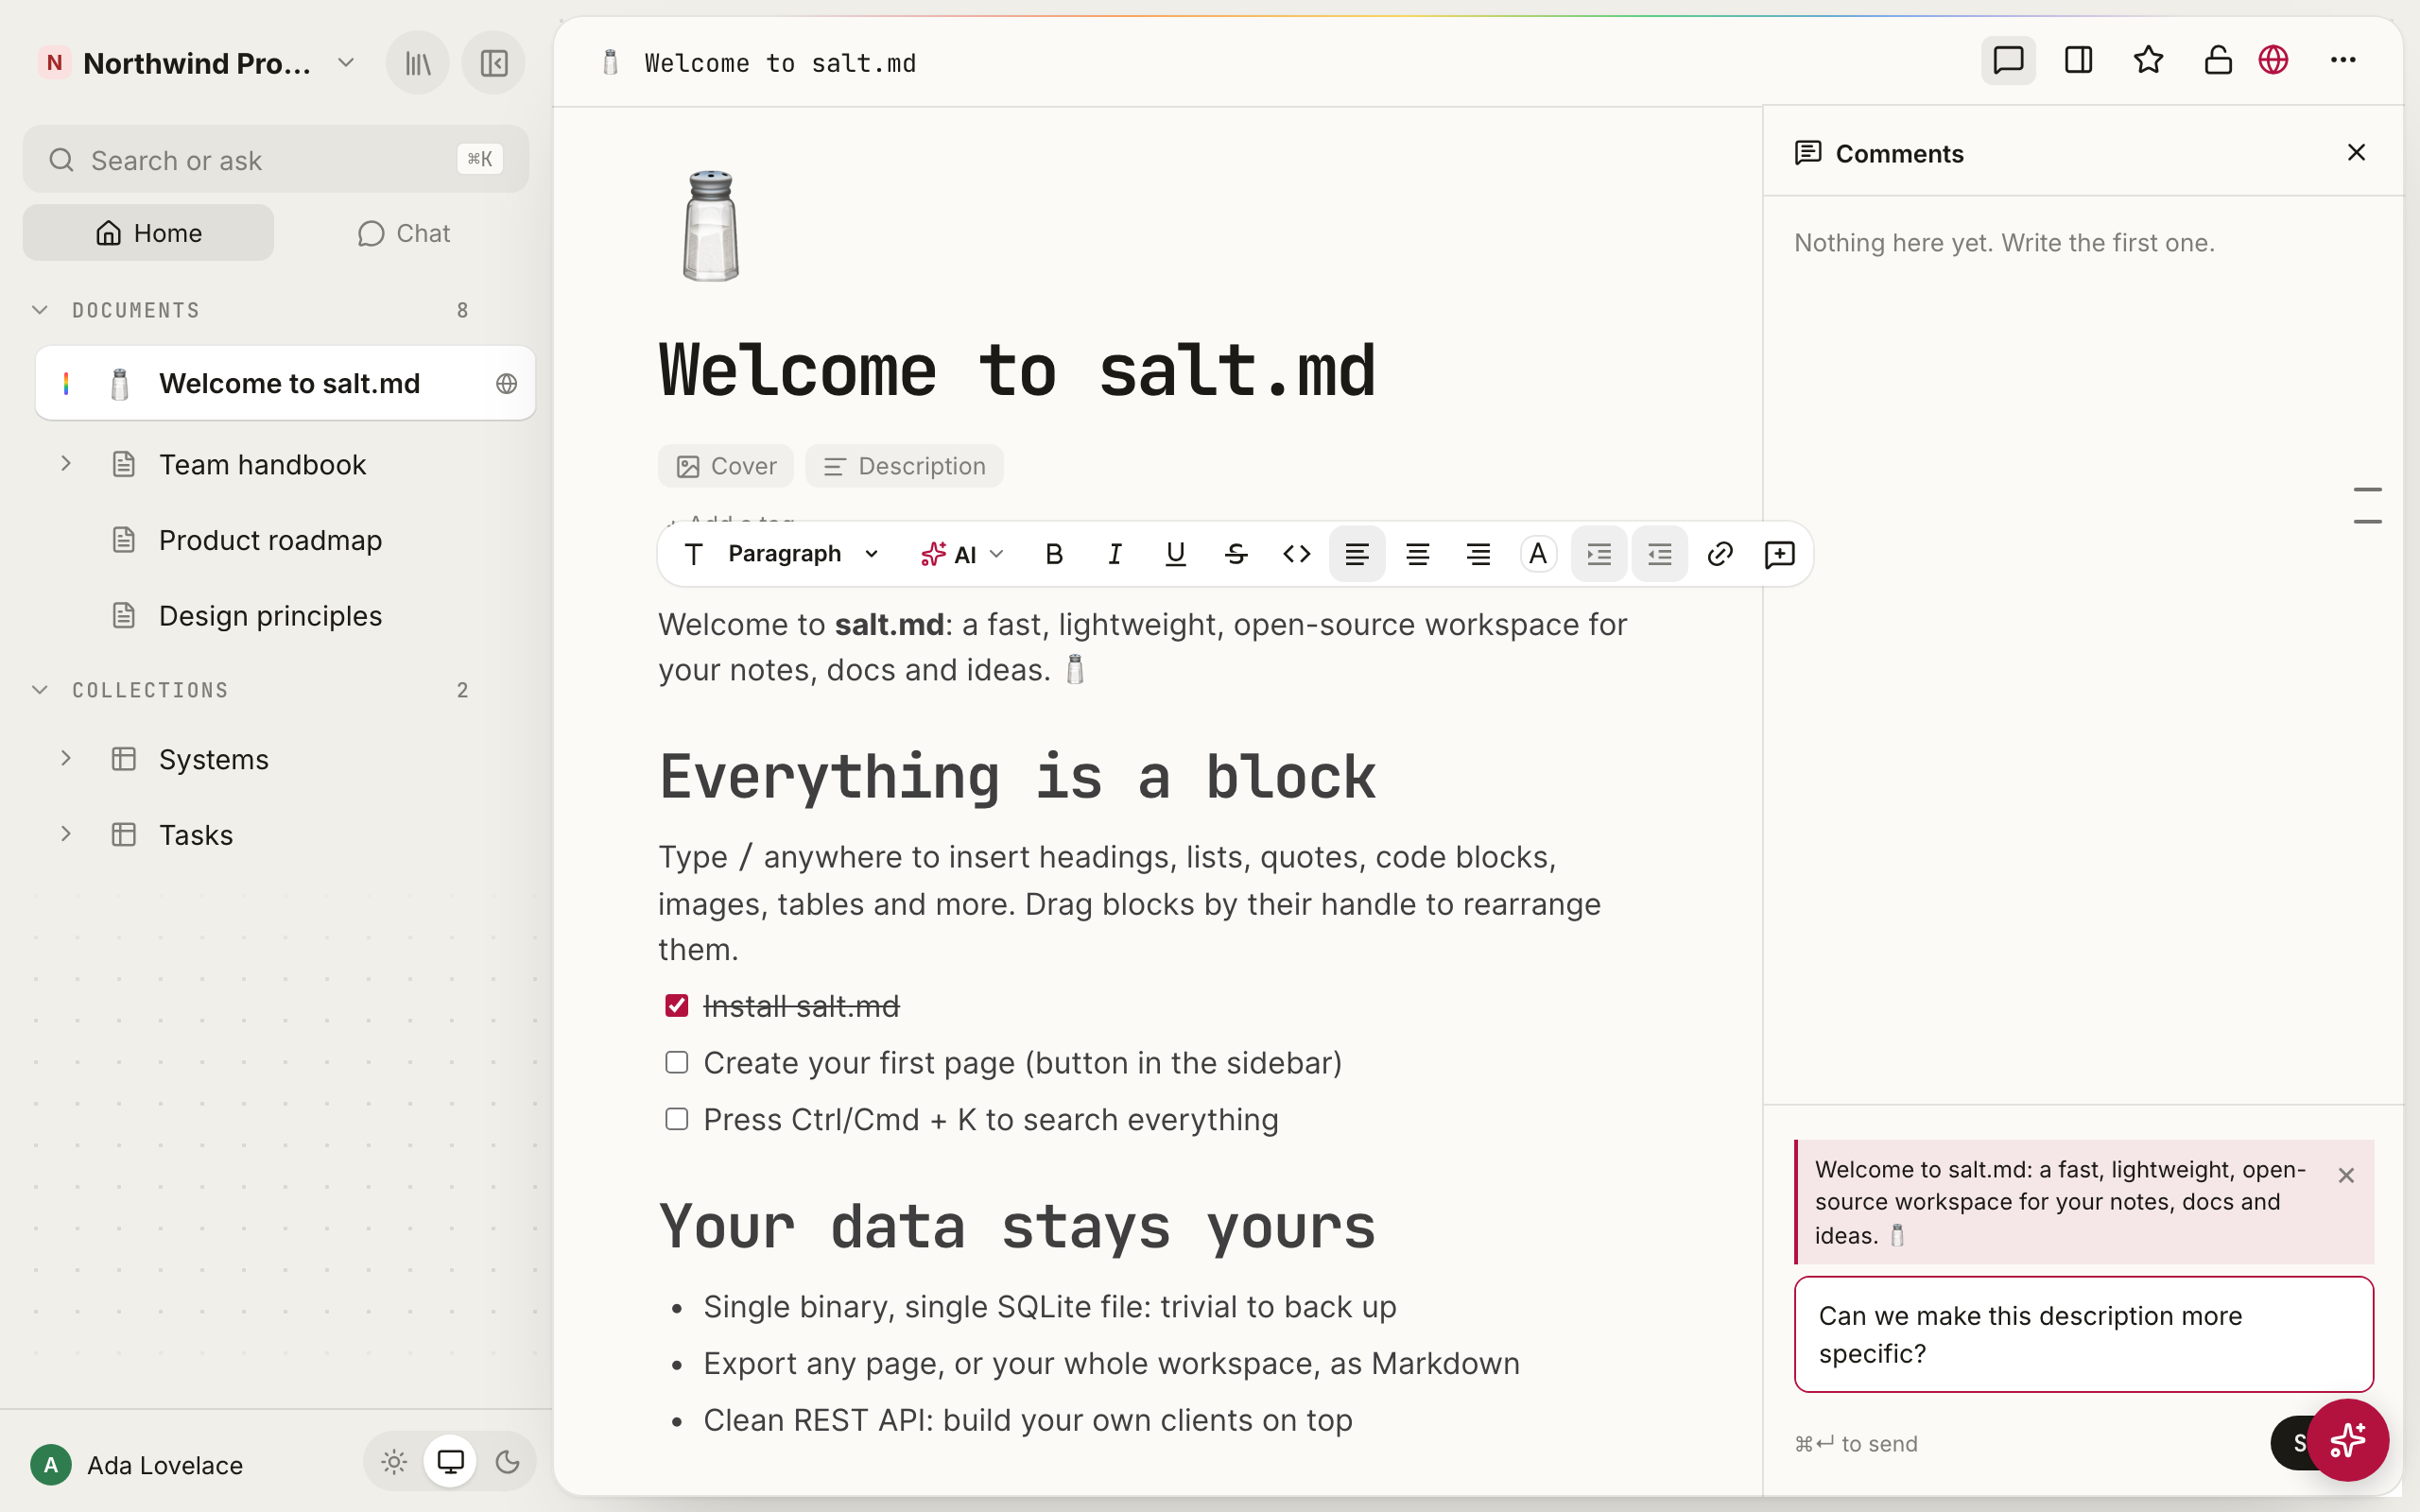 N Northwind Pro...
Search or ask ⌘K
Home Chat
DOCUMENTS 8
Welcome to salt.md
Team handbook
Product roadmap
Design principles
COLLECTIONS 2
Systems
Tasks
A Ada Lovelace
Welcome to salt.md
Welcome to salt.md
Cover Description
T Paragraph AI B I U S A
Welcome to salt.md: a fast, lightweight, open-source workspace for
your notes, docs and ideas.
Everything is a block
Type / anywhere to insert headings, lists, quotes, code blocks,
images, tables and more. Drag blocks by their handle to rearrange
them.
Install salt.md
Create your first page (button in the sidebar)
Press Ctrl/Cmd + K to search everything
Your data stays yours
• Single binary, single SQLite file: trivial to back up
• Export any page, or your whole workspace, as Markdown
• Clean REST API: build your own clients on top
Comments
Nothing here yet. Write the first one.
Welcome to salt.md: a fast, lightweight, open-
source workspace for your notes, docs and
ideas.
Can we make this description more
specific?
⌘↵ to send